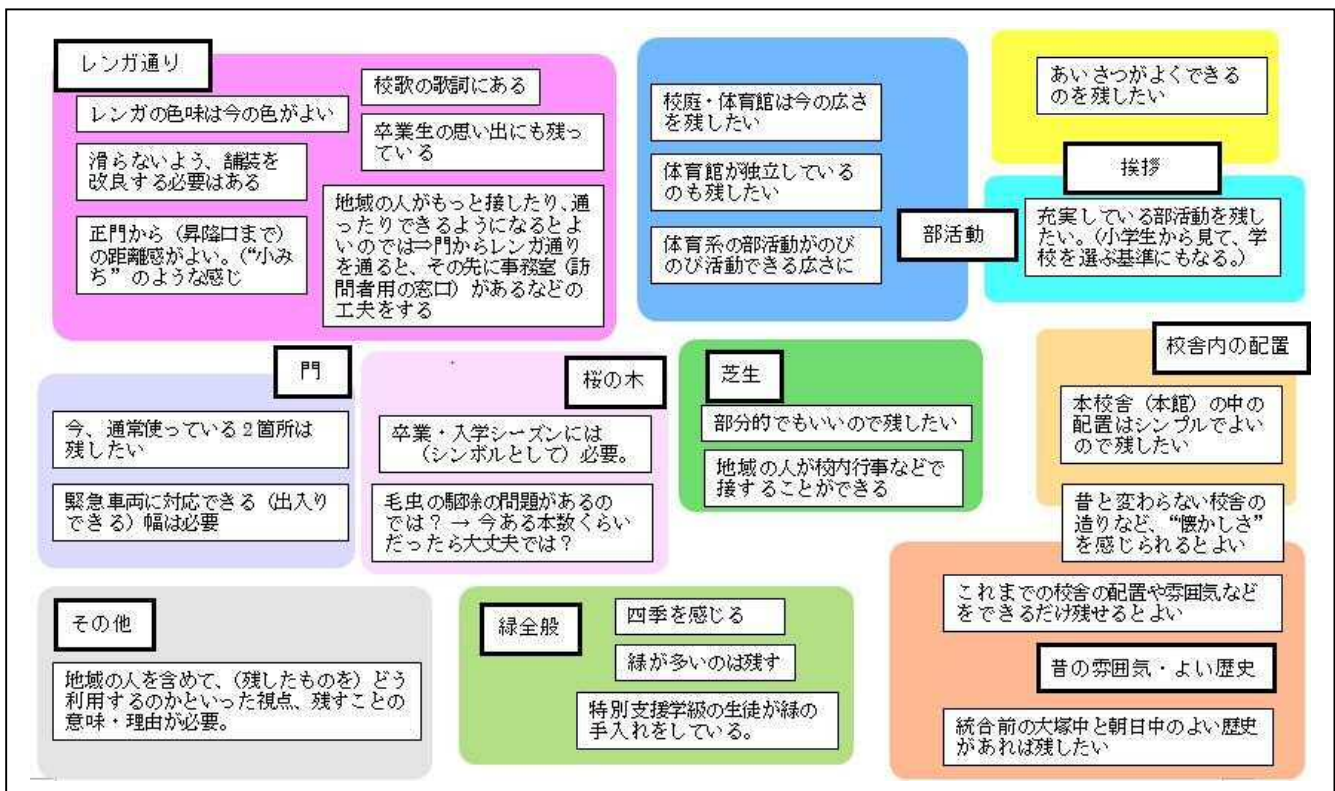 レンガ通り
レンガの色味は今の色がよい
滑らないよう、舗装を
改良する必要はある
正門から（昇降口まで）
の距離感がよい。（“小み
ち”のような感じ
校歌の歌詞にある
卒業生の思い出にも残っ
ている
地域の人がもっと接したり、通
ったりできるようになるとよ
いのでは⇒門からレンガ通り
を通ると、その先に事務室（訪
問者用の窓口）があるなどの
工夫をする
校庭・体育館は今の広さ
を残したい
体育館が独立している
のも残したい
体育系の部活動がのび
のび活動できる広さに
部活動
あいさつがよくできる
のを残したい
挨拶
充実している部活動を残し
たい。（小学生から見て、学
校を選ぶ基準にもなる。）
門
今、通常使っている２箇所は
残したい
緊急車両に対応できる（出入り
できる）幅は必要
桜の木
卒業・入学シーズンには
（シンボルとして）必要。
毛虫の駆除の問題があるの
では？→今ある本数くらい
だったら大丈夫では？
芝生
部分的でもいいので残したい
地域の人が校内行事などで
接することができる
校舎内の配置
本校舎（本館）の中の
配置はシンプルでよい
ので残したい
昔と変わらない校舎の
造りなど、“懐かしさ”
を感じられるとよい
その他
地域の人を含めて、（残したものを）どう
利用するのかといった視点、残すことの
意味・理由が必要。
緑全般
四季を感じる
緑が多いのは残す
特別支援学級の生徒が緑の
手入れをしている。
これまでの校舎の配置や雰囲気など
をできるだけ残せるとよい
昔の雰囲気・よい歴史
統合前の大塚中と朝日中のよい歴史
があれば残したい